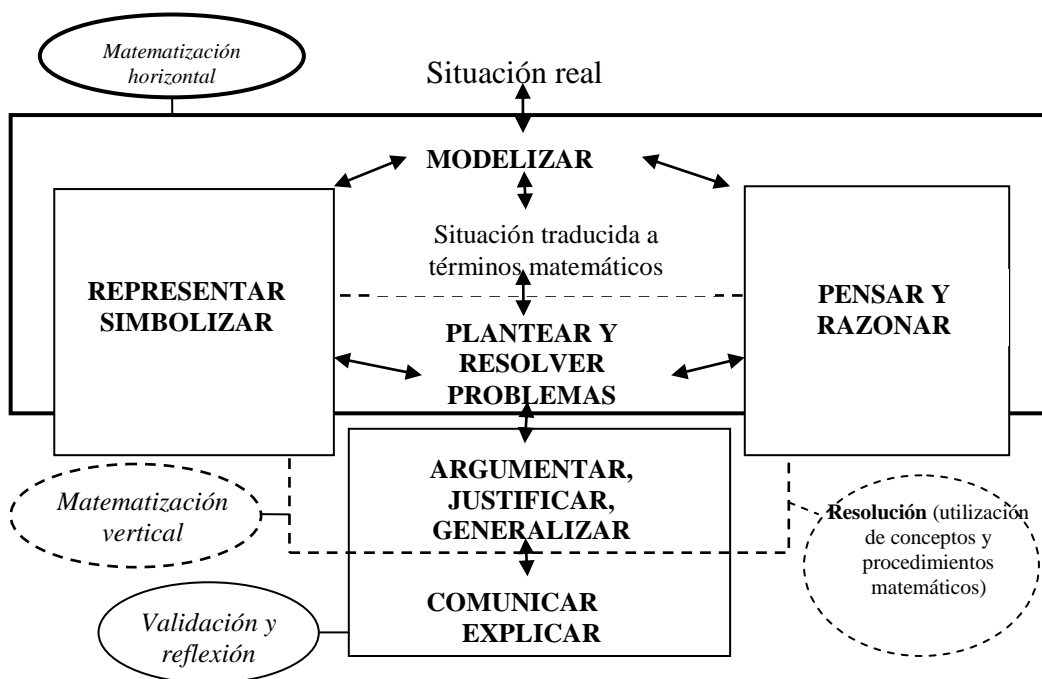 Matematización
horizontal
Situación real
MODELIZAR
Situación traducida a
términos matemáticos
REPRESENTAR
SIMBOLIZAR
PENSAR Y
RAZONAR
PLANTEAR Y
RESOLVER
PROBLEMAS
ARGUMENTAR,
JUSTIFICAR,
GENERALIZAR
Matematización
vertical
Resolución (utilización
de conceptos y
procedimientos
matemáticos)
COMUNICAR
EXPLICAR
Validación y
reflexión